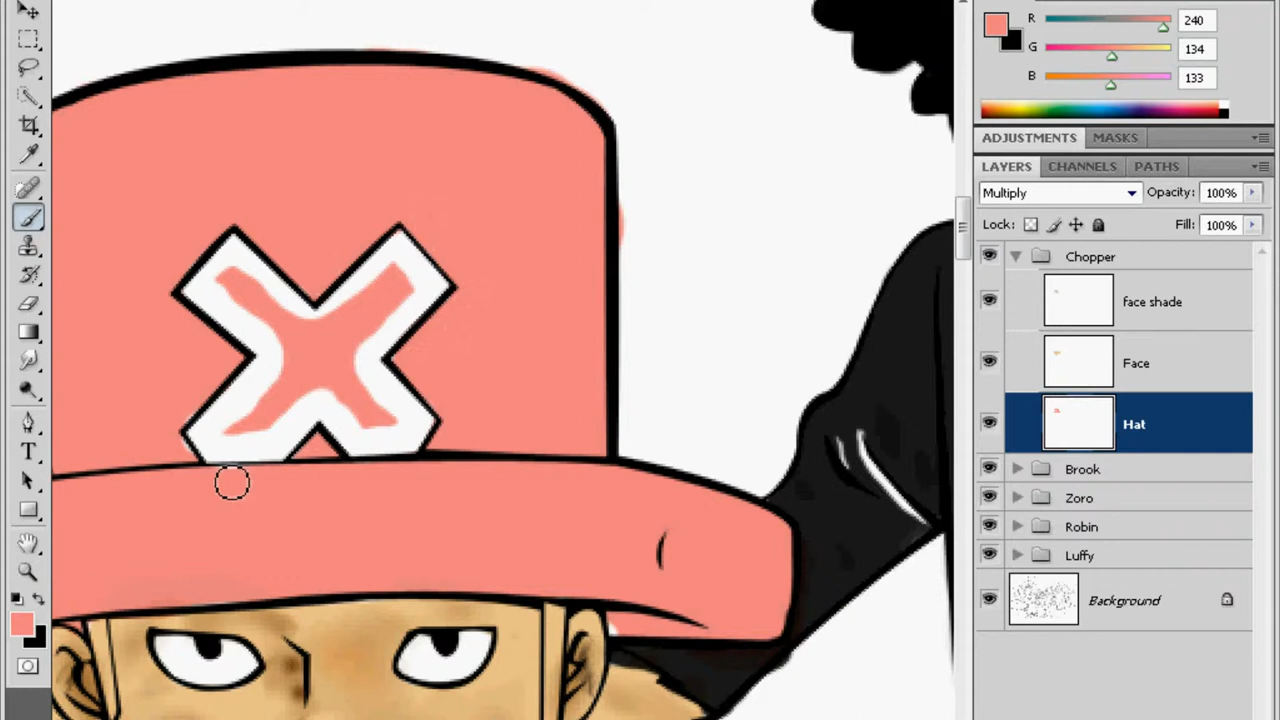 R 240
G 134
B 133
ADJUSTMENTS MASKS
LAYERS CHANNELS PATHS
Multiply Opacity: 100%
Lock: Fill: 100%
Chopper
face shade
Face
Hat
Brook
Zoro
Robin
Luffy
Background
T